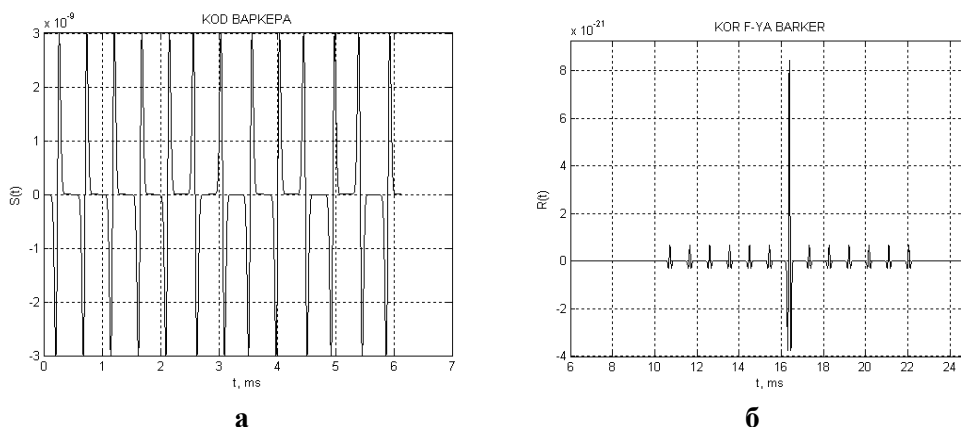 x 10⁻⁹
KOD BAPKEPA
3
2
1
0
-1
-2
-3
0 1 2 3 4 5 6 7
S(t)
t, ms
а
x 10⁻²¹
KOR F-YA BARKER
8
6
4
2
0
-2
-4
6 8 10 12 14 16 18 20 22 24
R(t)
t, ms
б